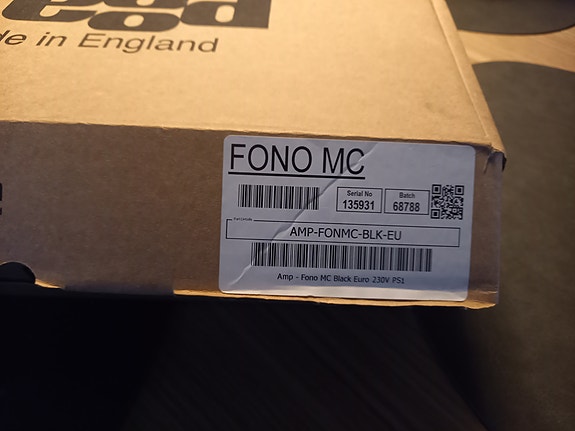 de in England
FONO MC
Serial No
135931
Batch
68788
AMP-FONMC-BLK-EU
Amp - Fono MC Black Euro 230V PS1